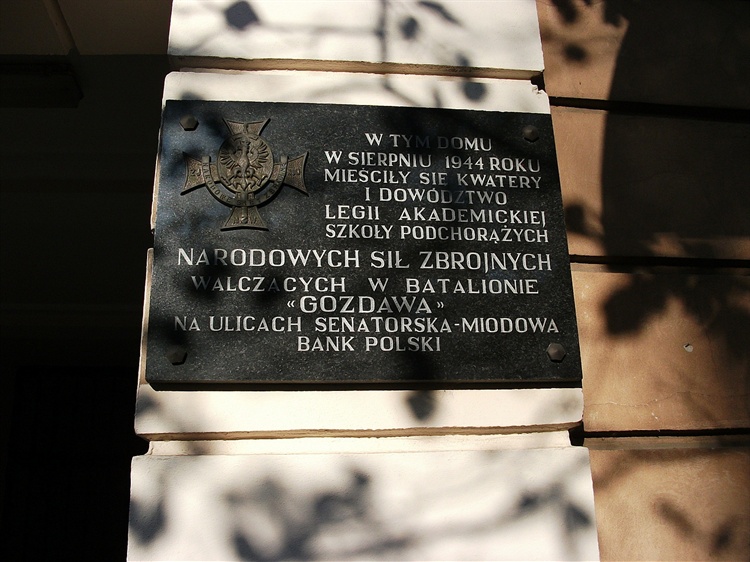 W TYM DOMU
W SIERPNIU 1944 ROKU
MIEŚCIŁY SIĘ KWATERY
I DOWÓDZTWO
LEGII AKADEMICKIEJ
SZKOŁY PODCHORĄŻYCH
NARODOWYCH SIŁ ZBROJNYCH
WALCZĄCYCH W BATALIONIE
«GOZDAWA»
NA ULICACH SENATORSKA-MIODOWA
BANK POLSKI